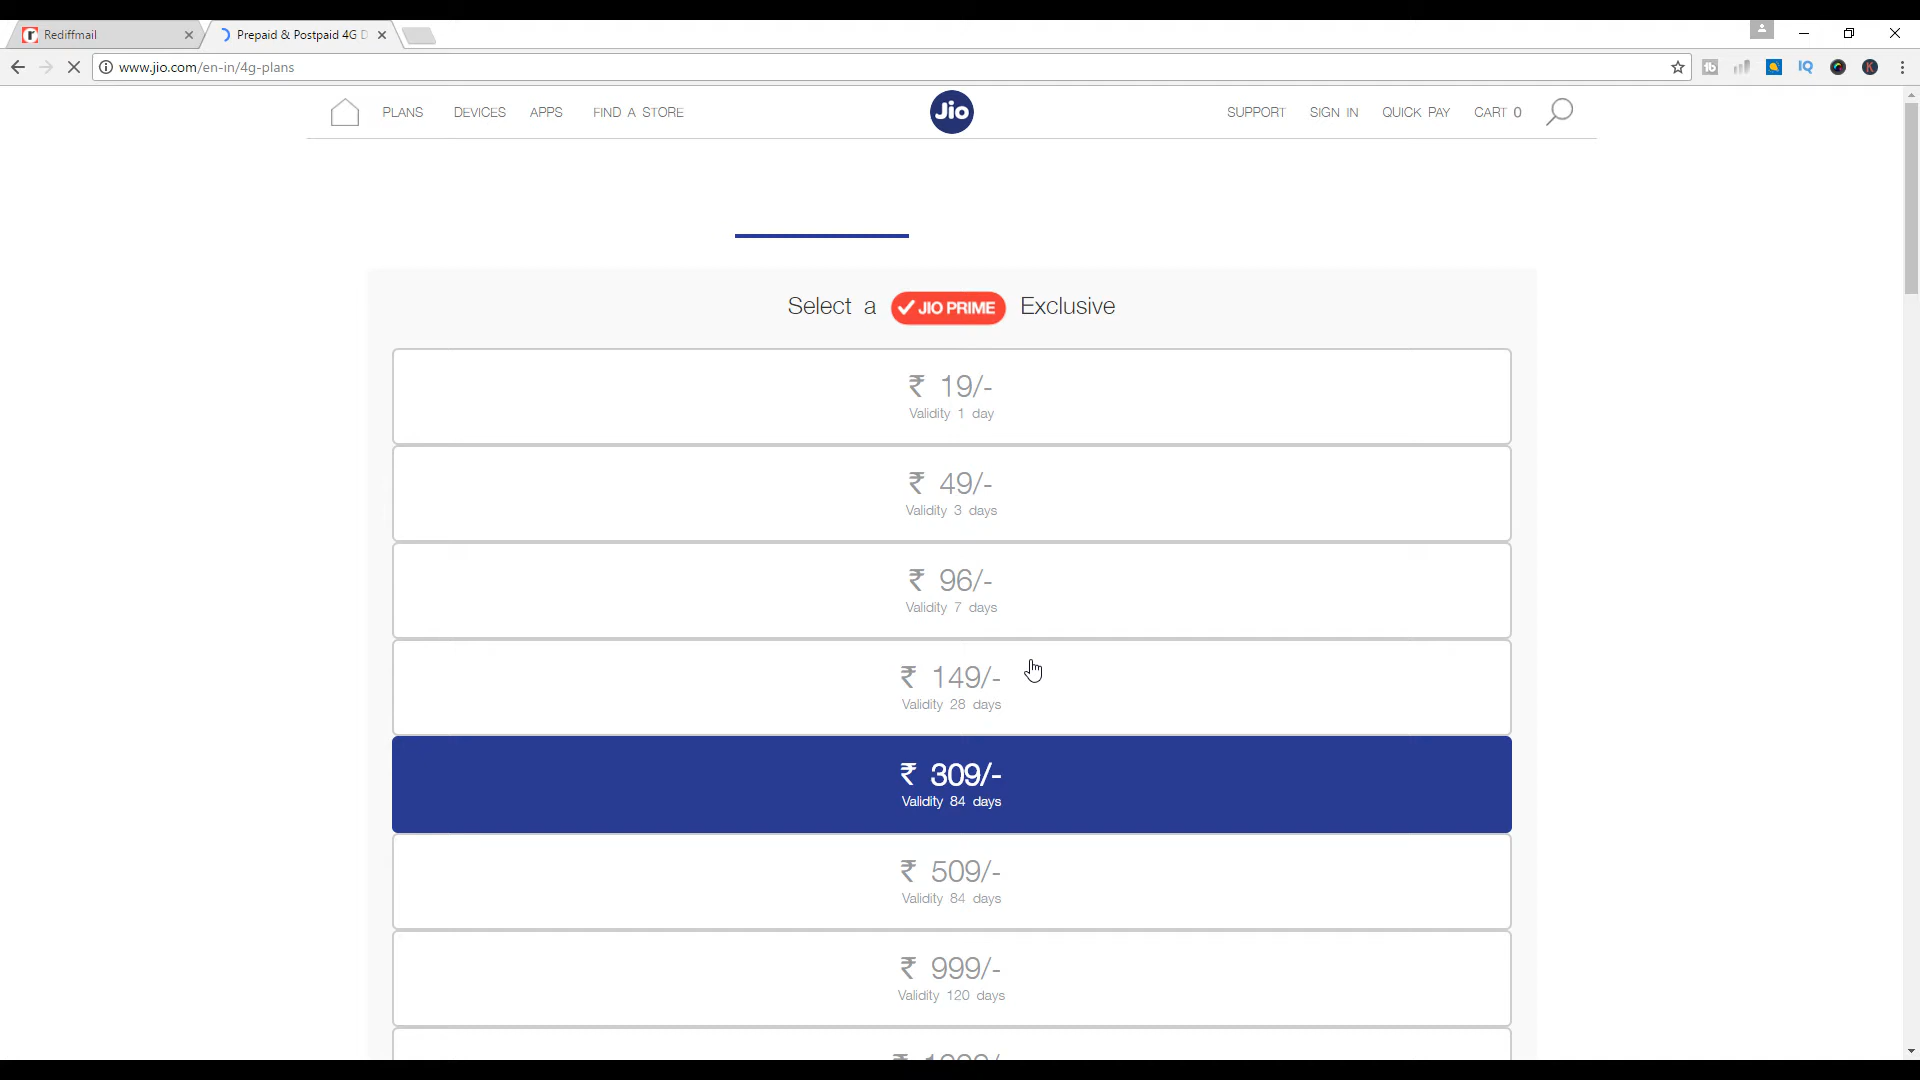 Rediffmail
Prepaid & Postpaid 4G D
www.jio.com/en-in/4g-plans
tb
IQ
K
PLANS DEVICES APPS FIND A STORE Jio SUPPORT SIGN IN QUICK PAY CART 0
Select a JIO PRIME Exclusive
₹ 19/-
Validity 1 day
₹ 49/-
Validity 3 days
₹ 96/-
Validity 7 days
₹ 149/-
Validity 28 days
₹ 309/-
Validity 84 days
₹ 509/-
Validity 84 days
₹ 999/-
Validity 120 days